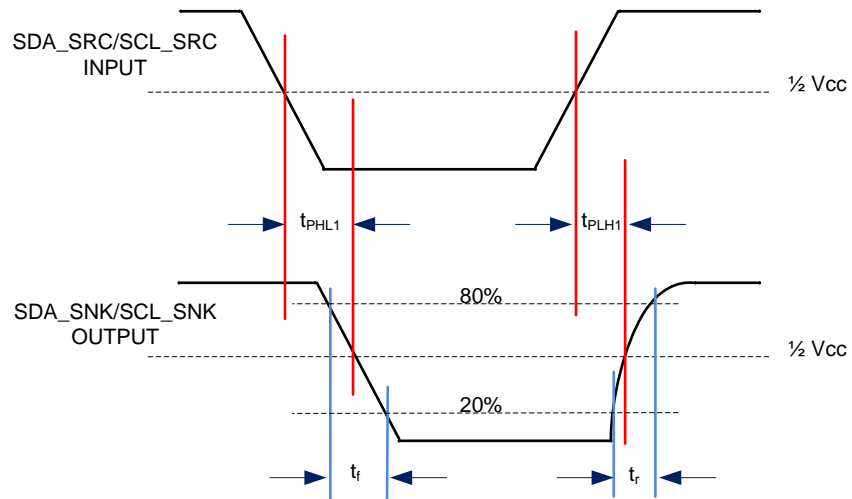 SDA_SRC/SCL_SRC
INPUT
½ Vcc
tPHL1
tPLH1
80%
SDA_SNK/SCL_SNK
OUTPUT
½ Vcc
20%
tf
tr